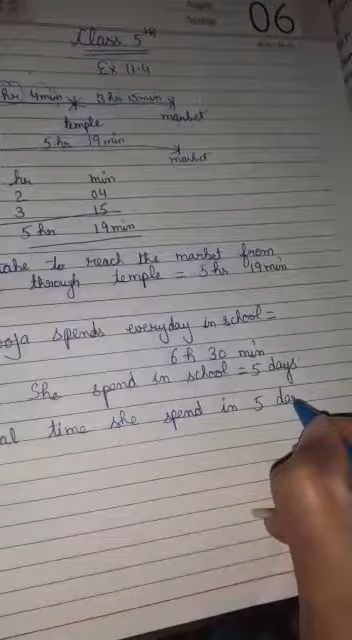 06
Class 5th
Ex 11.4
hr 4min 3 hr 15min
temple market
5 hr 19 min
market
hr min
2 04
3 15
5 hr 19 min
to reach the market from
through temple = 5 hr 19min
spends everyday in school =
6 h 30 min
She spend in school = 5 days
time she spend in 5